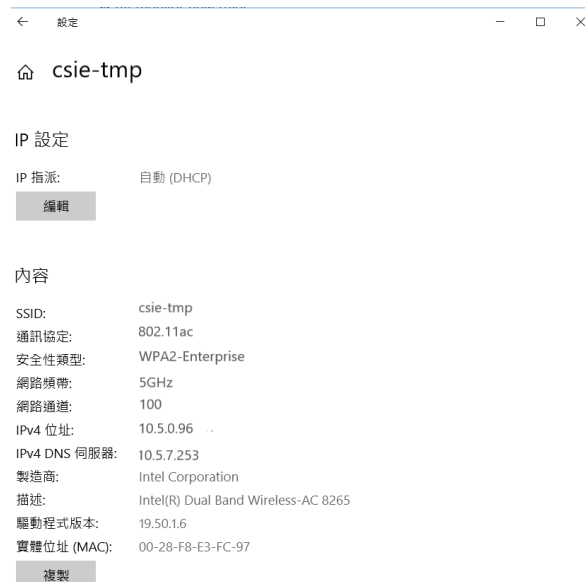 設定
csie-tmp
IP 設定
IP 指派: 自動 (DHCP)
編輯
內容
SSID: csie-tmp
通訊協定: 802.11ac
安全性類型: WPA2-Enterprise
網路頻帶: 5GHz
網路通道: 100
IPv4 位址: 10.5.0.96
IPv4 DNS 伺服器: 10.5.7.253
製造商: Intel Corporation
描述: Intel(R) Dual Band Wireless-AC 8265
驅動程式版本: 19.50.1.6
實體位址 (MAC): 00-28-F8-E3-FC-97
複製